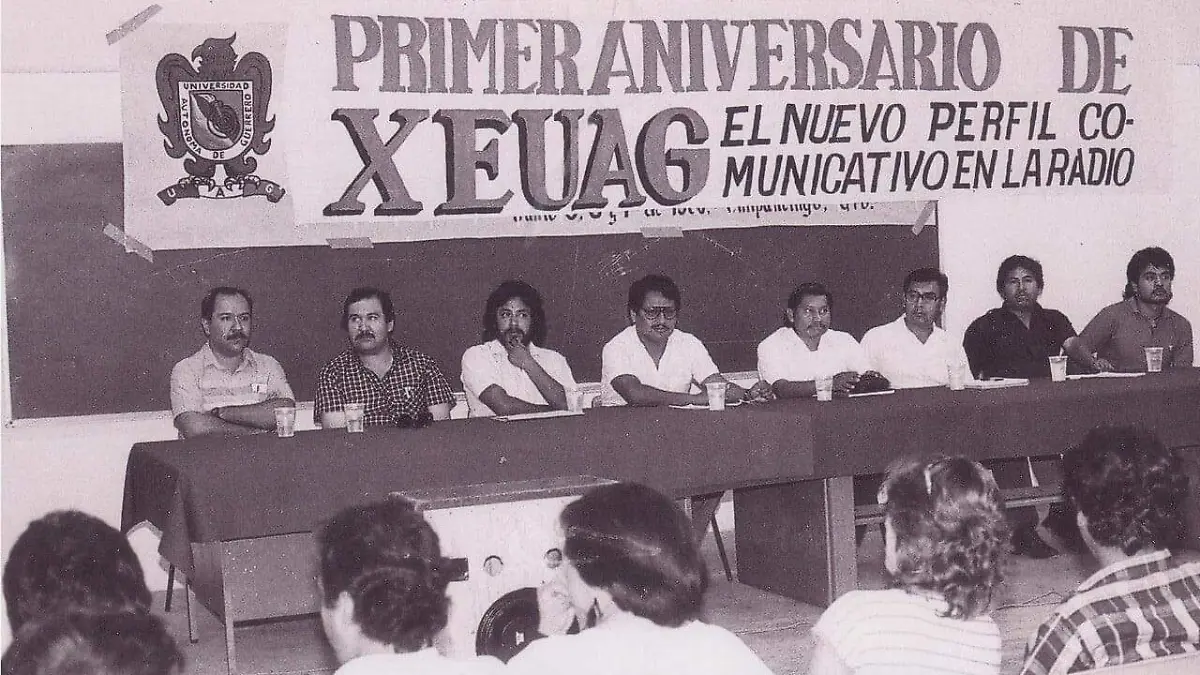 PRIMER ANIVERSARIO DE
XEUAG
EL NUEVO PERFIL CO-
MUNICATIVO EN LA RADIO
UNIVERSIDAD
AUTONOMA DE GUERRERO
U A G